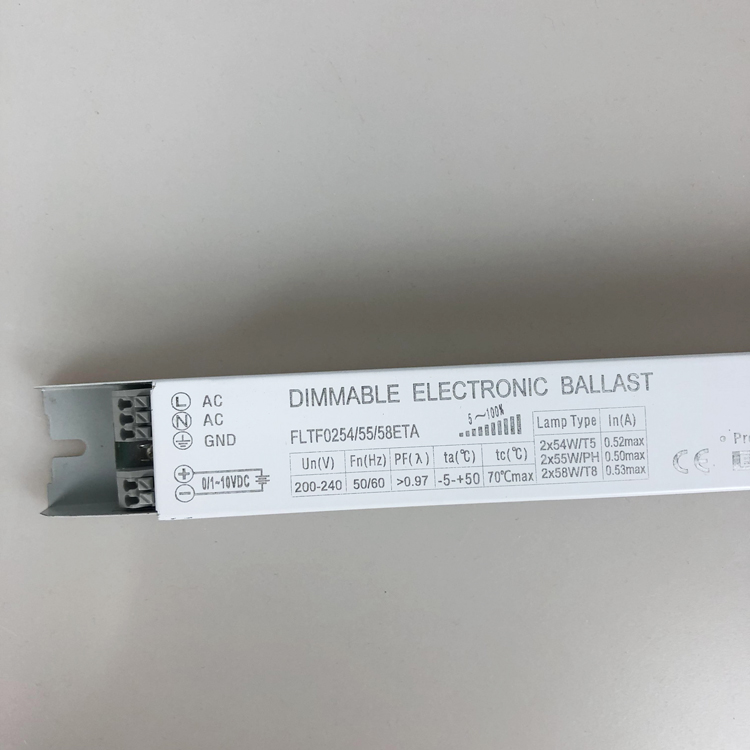 L AC
N AC
GND
+
−
0/1~10VDC
DIMMABLE ELECTRONIC BALLAST
FLTF0254/55/58ETA
5~100%
Un(V) Fn(Hz) PF(λ) ta(℃) tc(℃)
200-240 50/60 >0.97 -5-+50 70℃max
Lamp Type In(A)
2x54W/T5 0.52max
2x55W/PH 0.50max
2x58W/T8 0.53max
CE